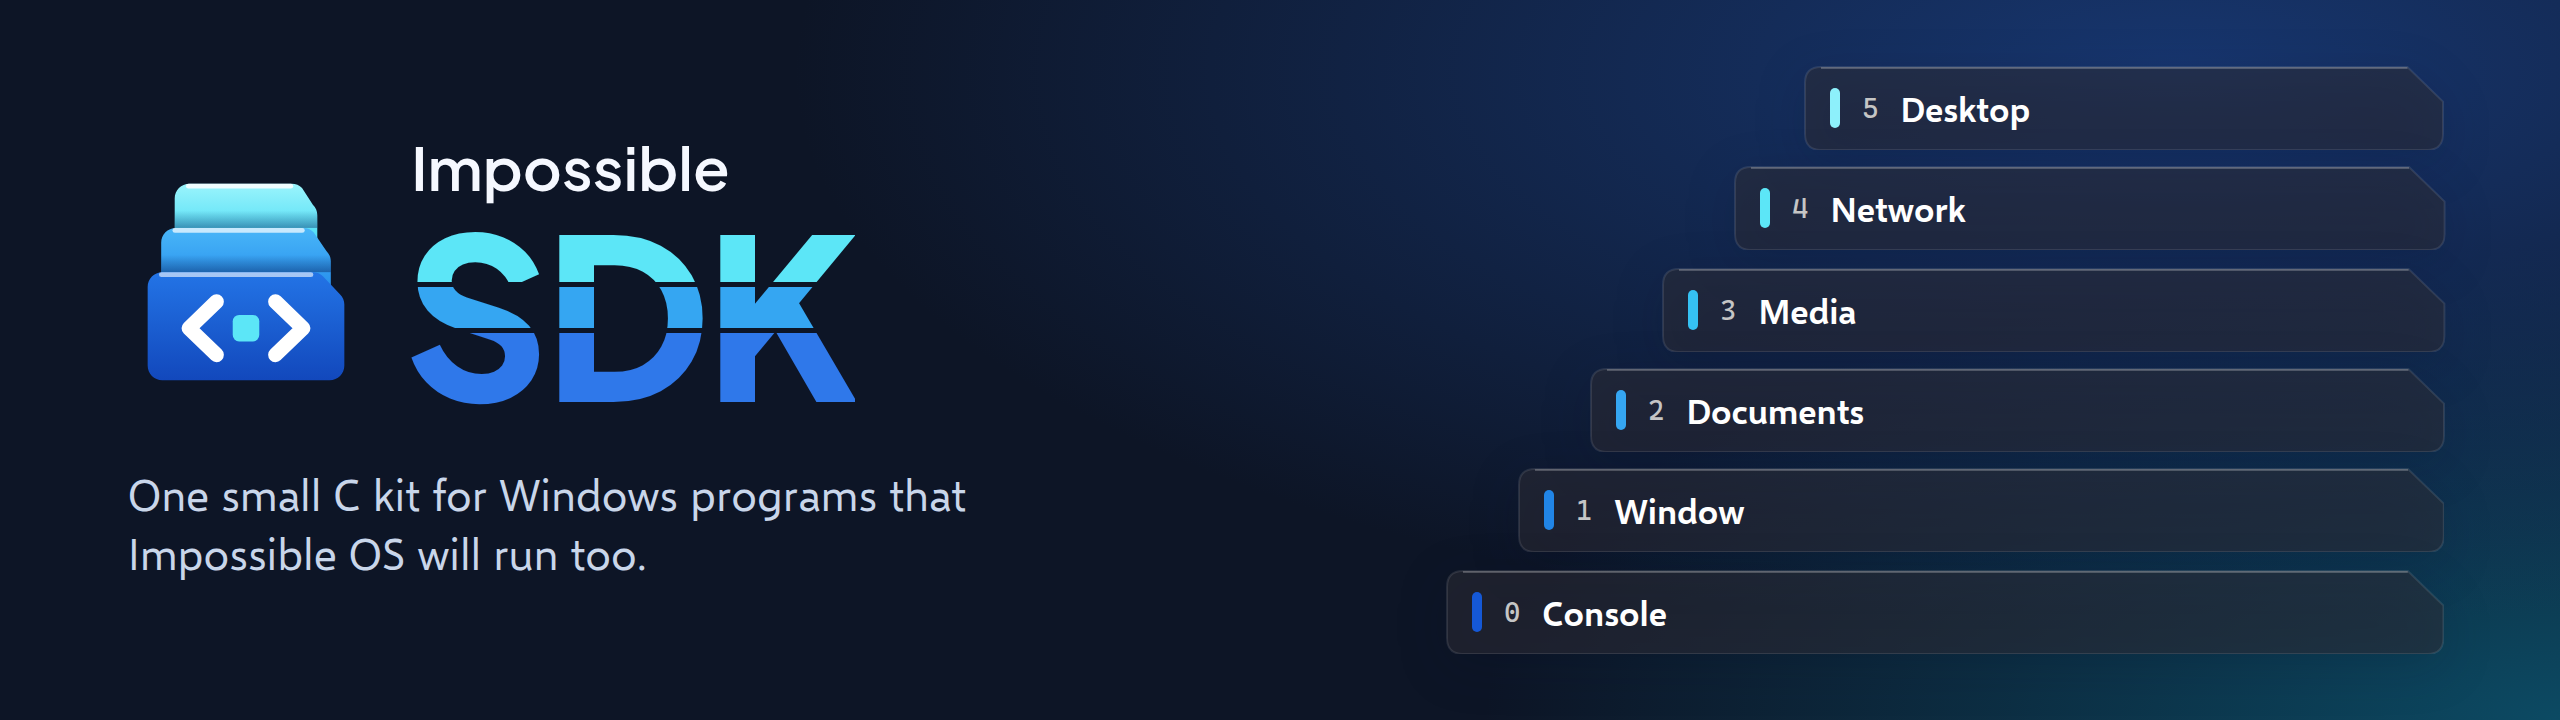 Impossible
SDK
One small C kit for Windows programs that
Impossible OS will run too.
5 Desktop
4 Network
3 Media
2 Documents
1 Window
0 Console